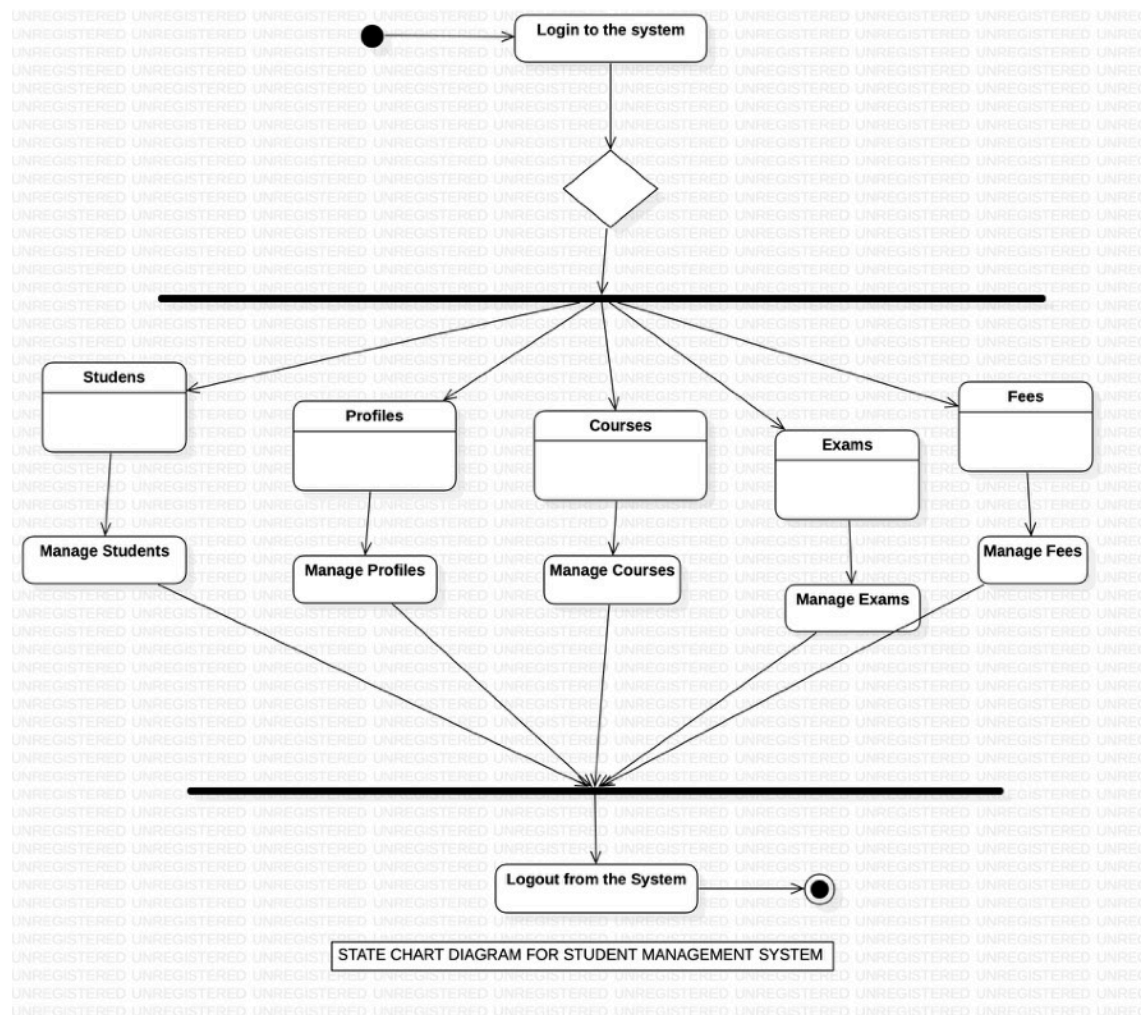 Login to the system
Studens
Profiles
Courses
Exams
Fees
Manage Students
Manage Profiles
Manage Courses
Manage Exams
Manage Fees
Logout from the System
STATE CHART DIAGRAM FOR STUDENT MANAGEMENT SYSTEM
UNREGISTERED